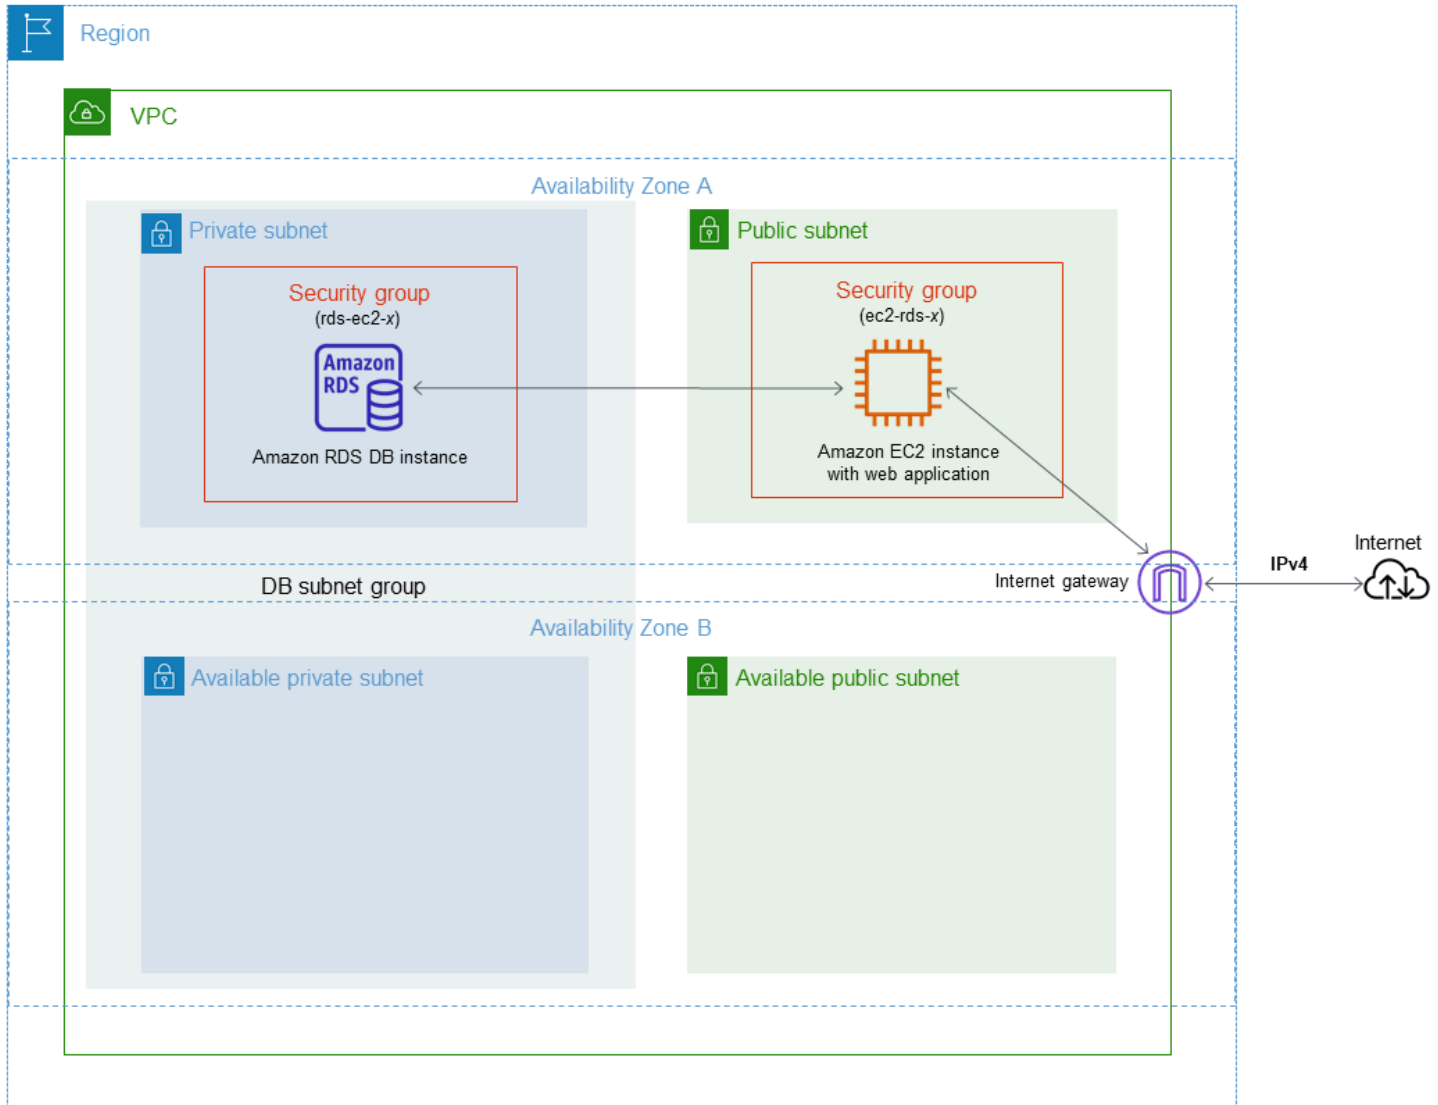 Region
VPC
Availability Zone A
Private subnet
Public subnet
Security group
(rds-ec2-x)
Security group
(ec2-rds-x)
Amazon
RDS
Amazon RDS DB instance
Amazon EC2 instance
with web application
Internet
IPv4
Internet gateway
DB subnet group
Availability Zone B
Available private subnet
Available public subnet